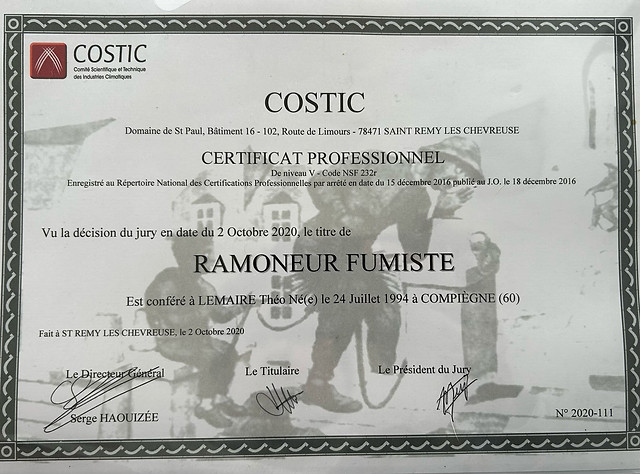 COSTIC
Comité Scientifique et Technique
des Industries Climatiques
COSTIC
Domaine de St Paul, Bâtiment 16 - 102, Route de Limours - 78471 SAINT REMY LES CHEVREUSE
CERTIFICAT PROFESSIONNEL
De niveau V - Code NSF 232r
Enregistré au Répertoire National des Certifications Professionnelles par arrêté en date du 15 décembre 2016 publié au J.O. le 18 décembre 2016
Vu la décision du jury en date du 2 Octobre 2020, le titre de
RAMONEUR FUMISTE
Est conféré à LEMAIRE Théo Né(e) le 24 Juillet 1994 à COMPIÈGNE (60)
Fait à ST REMY LES CHEVREUSE, le 2 Octobre 2020
Le Directeur Général Le Titulaire Le Président du Jury
Serge HAOUIZÉE N° 2020-111